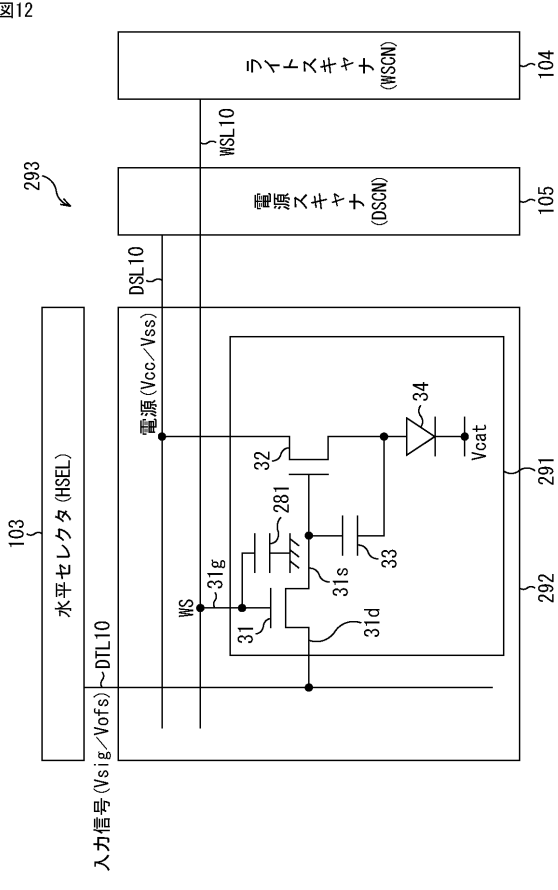 図12
293
103
水平セレクタ(HSEL)
入力信号(Vsig/Vofs)
DTL10
電源(Vcc/Vss)
DSL10
WSL10
電源スキャナ
(DSCN)
105
ライトスキャナ
(WSCN)
104
WS
31g
281
31
31s
31d
32
33
34
Vcat
291
292